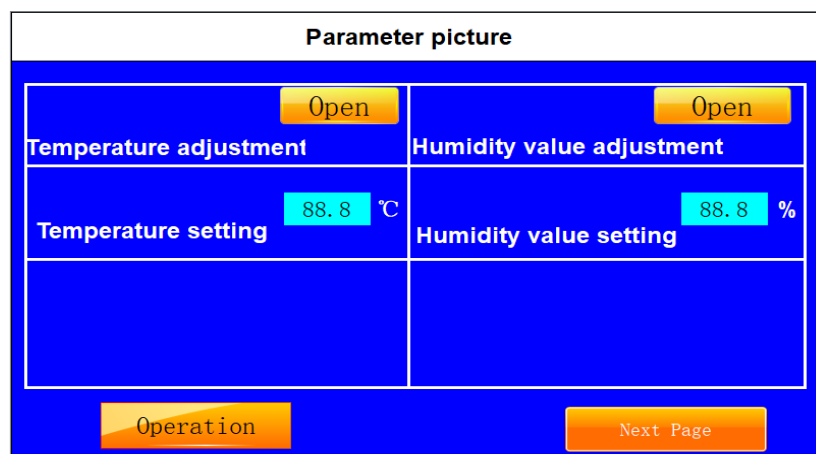 Parameter picture
Open
Temperature adjustment
Open
Humidity value adjustment
88.8 ℃
Temperature setting
88.8 %
Humidity value setting
Operation
Next Page